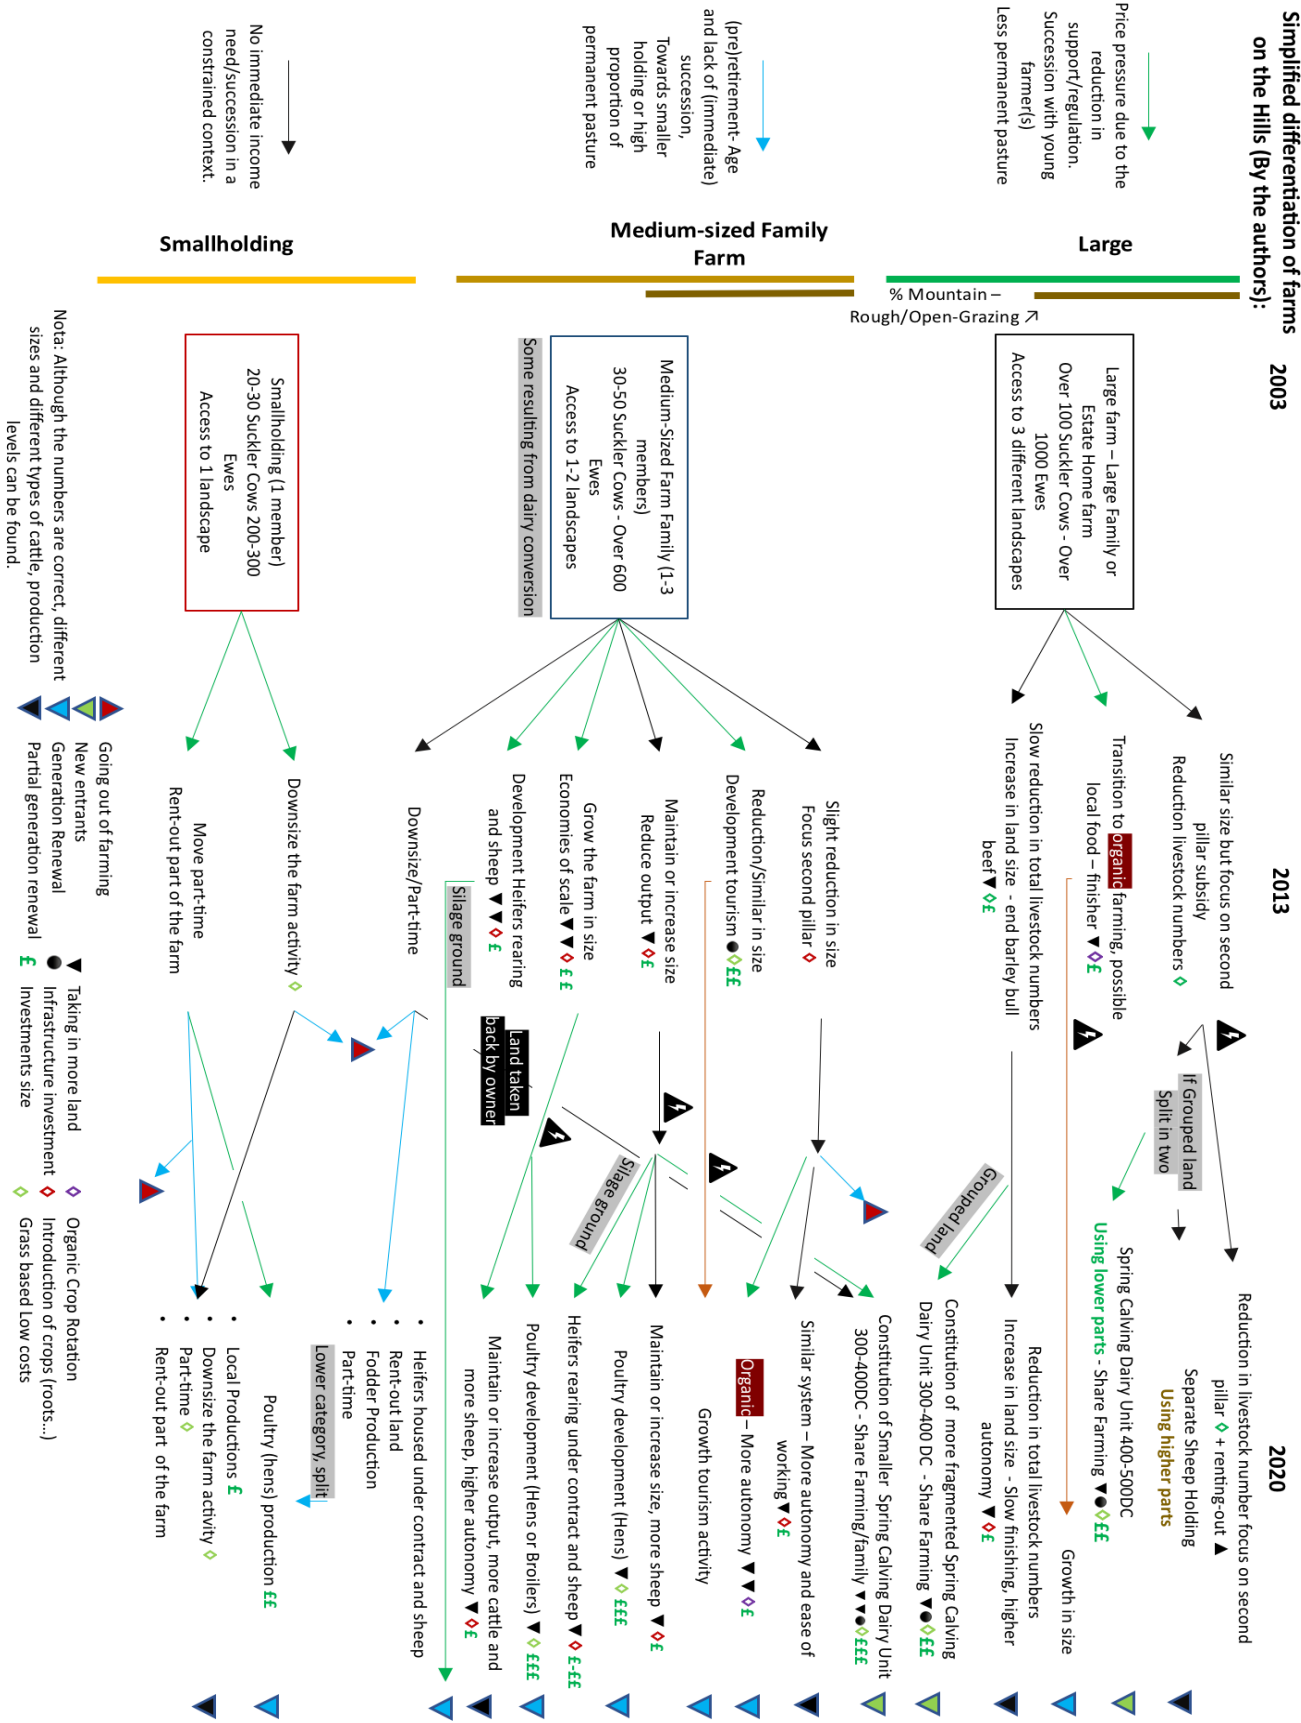 Simplified differentiation of farms
on the Hills (By the authors):
2003
2013
2020
Price pressure due to the
reduction in
support/regulation.
Succession with young
farmer(s)
Less permanent pasture
(pre)retirement- Age
and lack of (immediate)
succession,
Towards smaller
holding or high
proportion of
permanent pasture
No immediate income
need/succession in a
constrained context.
Large
% Mountain –
Rough/Open-Grazing ↗
Medium-sized Family
Farm
Smallholding
Large farm – Large Family or
Estate Home farm
Over 100 Suckler Cows - Over
1000 Ewes
Access to 3 different landscapes
Medium-Sized Farm Family (1-3
members)
30-50 Suckler Cows - Over 600
Ewes
Access to 1-2 landscapes
Some resulting from dairy conversion
Smallholding (1 member)
20-30 Suckler Cows 200-300
Ewes
Access to 1 landscape
Similar size but focus on second
pillar subsidy
Reduction livestock numbers
Transition to organic farming, possible
local food – finisher £
Slow reduction in total livestock numbers
Increase in land size - end barley bull
beef £
Slight reduction in size
Focus second pillar
Reduction/Similar in size
Development tourism ££
Maintain or increase size
Reduce output £
Grow the farm in size
Economies of scale £ £
Development Heifers rearing
and sheep £
Silage ground
Downsize/Part-time
Downsize the farm activity
Move part-time
Rent-out part of the farm
If Grouped land
Split in two
Grouped land
Silage ground
Land taken
back by owner
Reduction in livestock number focus on second
pillar + renting-out
Separate Sheep Holding
Using higher parts
Spring Calving Dairy Unit 400-500DC
Using lower parts - Share Farming ££
Growth in size
Reduction in total livestock numbers
Increase in land size - Slow finishing, higher
autonomy £
Constitution of more fragmented Spring Calving
Dairy Unit 300-400 DC - Share Farming ££
Constitution of Smaller Spring Calving Dairy Unit
300-400DC - Share Farming/family £££
Similar system – More autonomy and ease of
working £
Organic – More autonomy £
Growth tourism activity
Maintain or increase size, more sheep £
Poultry development (Hens) £££
Heifers rearing under contract and sheep £-££
Poultry development (Hens or Broilers) £££
Maintain or increase output, more cattle and
more sheep, higher autonomy £
• Heifers housed under contract and sheep
• Rent-out land
• Fodder Production
• Part-time
Lower category, split
Poultry (hens) production ££
• Local Productions £
• Downsize the farm activity
• Part-time
• Rent-out part of the farm
Nota: Although the numbers are correct, different
sizes and different types of cattle, production
levels can be found.
Going out of farming
New entrants
Generation Renewal
Partial generation renewal
Taking in more land
Infrastructure investment
£ Investments size
Organic Crop Rotation
Introduction of crops (roots...)
Grass based Low costs